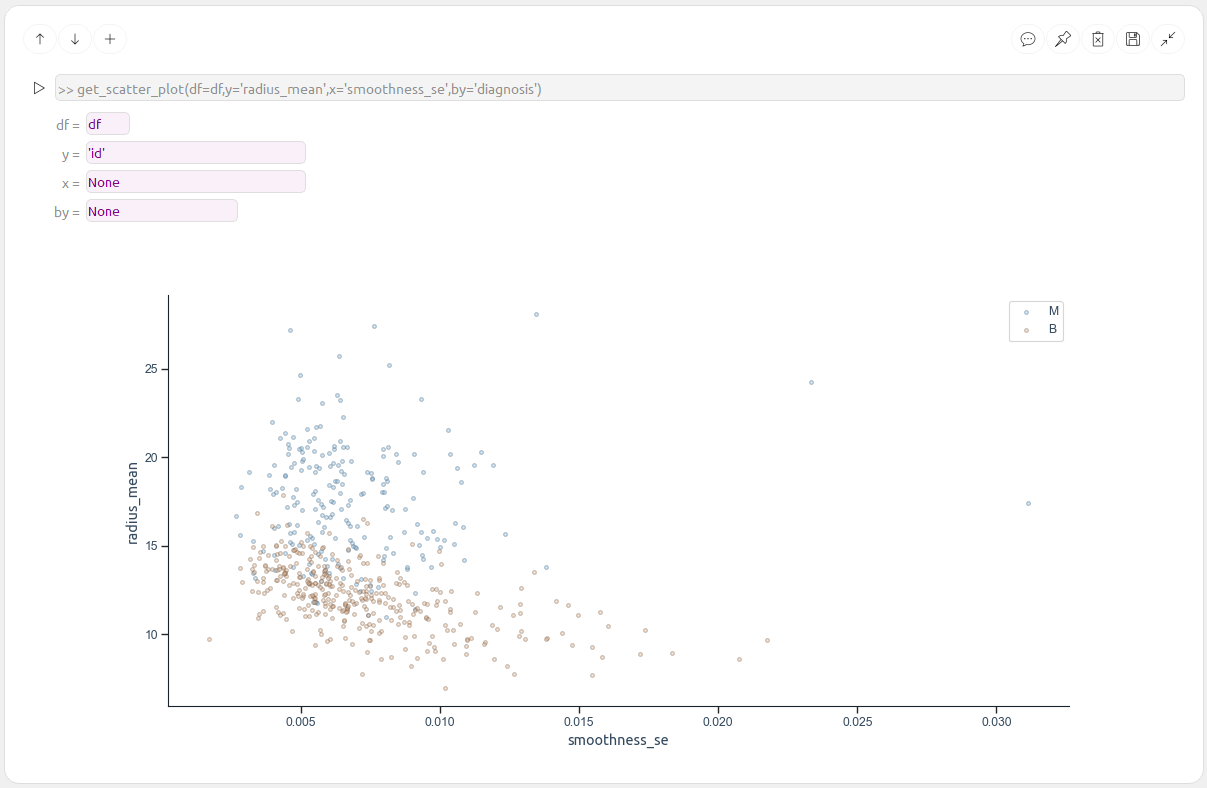 >> get_scatter_plot(df=df,y='radius_mean',x='smoothness_se',by='diagnosis')
df = df
y = 'id'
x = None
by = None
M
B
25
20
15
10
radius_mean
0.005 0.010 0.015 0.020 0.025 0.030
smoothness_se